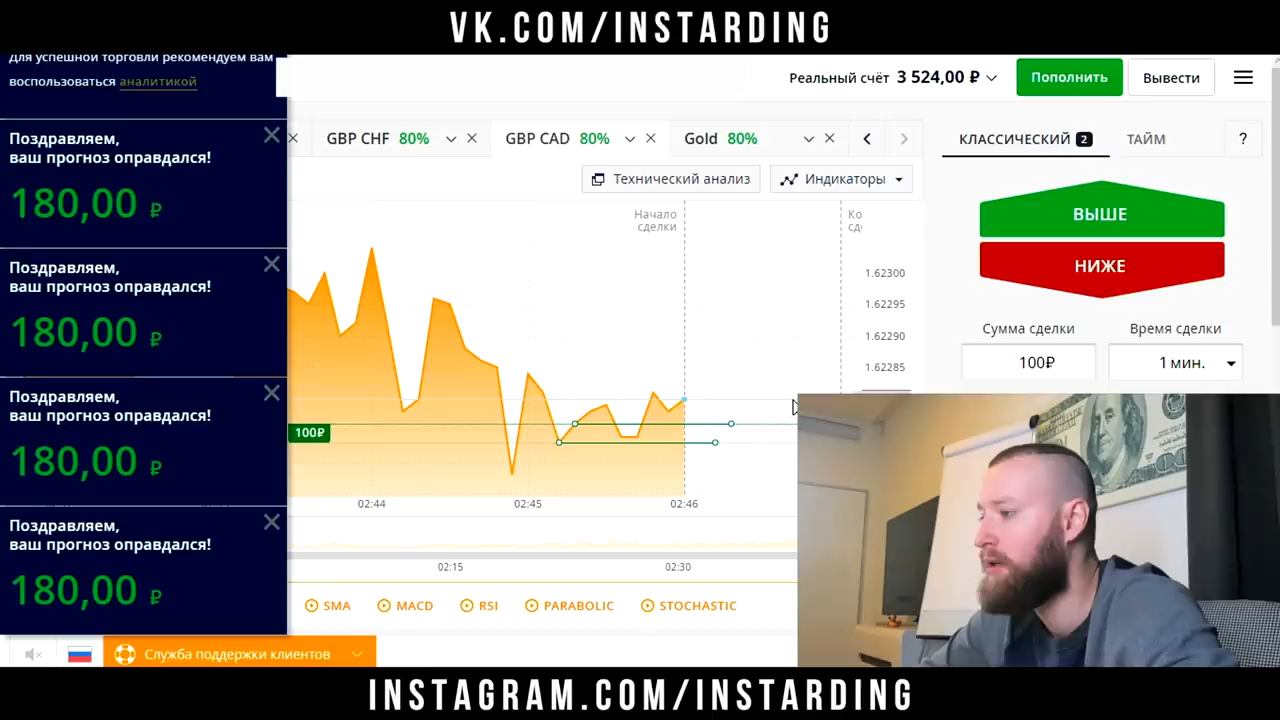 VK.COM/INSTARDING
Для успешной торговли рекомендуем вам
воспользоваться аналитикой
Реальный счёт 3 524,00 ₽
Пополнить
Вывести
GBP CHF 80%
GBP CAD 80%
Gold 80%
КЛАССИЧЕСКИЙ 2
ТАЙМ
?
Технический анализ
Индикаторы
Поздравляем,
ваш прогноз оправдался!
180,00 ₽
Поздравляем,
ваш прогноз оправдался!
180,00 ₽
Поздравляем,
ваш прогноз оправдался!
180,00 ₽
Поздравляем,
ваш прогноз оправдался!
180,00 ₽
Начало
сделки
Ко
сд
1.62300
1.62295
1.62290
1.62285
100₽
02:44
02:45
02:46
02:15
02:30
ВЫШЕ
НИЖЕ
Сумма сделки
Время сделки
100₽
1 мин.
SMA
MACD
RSI
PARABOLIC
STOCHASTIC
Служба поддержки клиентов
100
INSTAGRAM.COM/INSTARDING